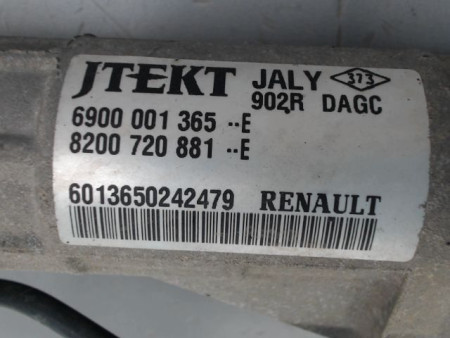 JTEKT JALY 373
902R DAGC
6900 001 365 --E
8200 720 881 --E
6013650242479 RENAULT